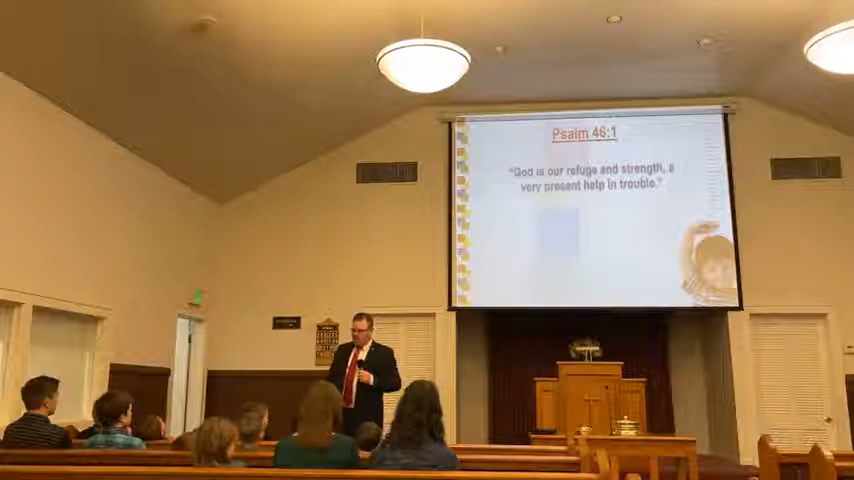 Psalm 46:1
"God is our refuge and strength, a
very present help in trouble."